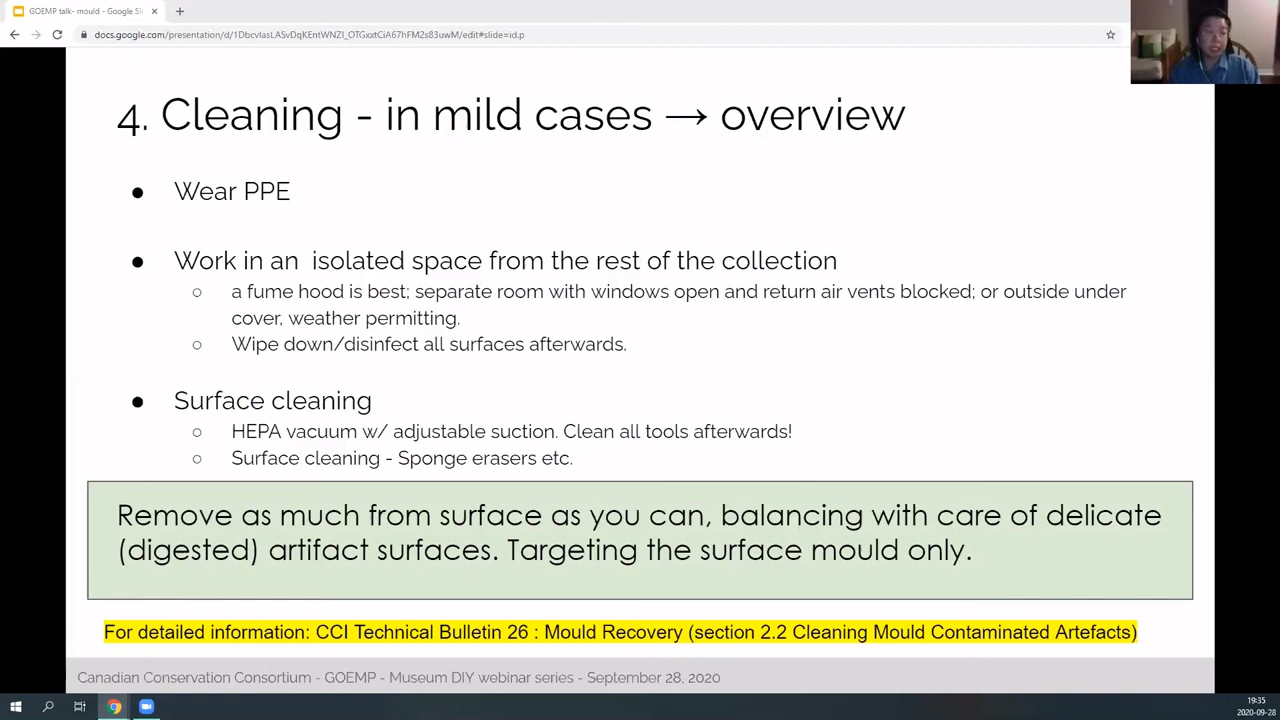 GOEMP talk- mould - Google Sli
docs.google.com/presentation/d/1DbcvlasLASvDqKEntWNZI_OTGxxtCiA67hFM2s83uwM/edit#slide=id.p
4. Cleaning - in mild cases → overview
● Wear PPE
● Work in an isolated space from the rest of the collection
○ a fume hood is best; separate room with windows open and return air vents blocked; or outside under
cover, weather permitting.
○ Wipe down/disinfect all surfaces afterwards.
● Surface cleaning
○ HEPA vacuum w/ adjustable suction. Clean all tools afterwards!
○ Surface cleaning - Sponge erasers etc.
Remove as much from surface as you can, balancing with care of delicate
(digested) artifact surfaces. Targeting the surface mould only.
For detailed information: CCI Technical Bulletin 26 : Mould Recovery (section 2.2 Cleaning Mould Contaminated Artefacts)
Canadian Conservation Consortium - GOEMP - Museum DIY webinar series - September 28, 2020
19:35
2020-09-28